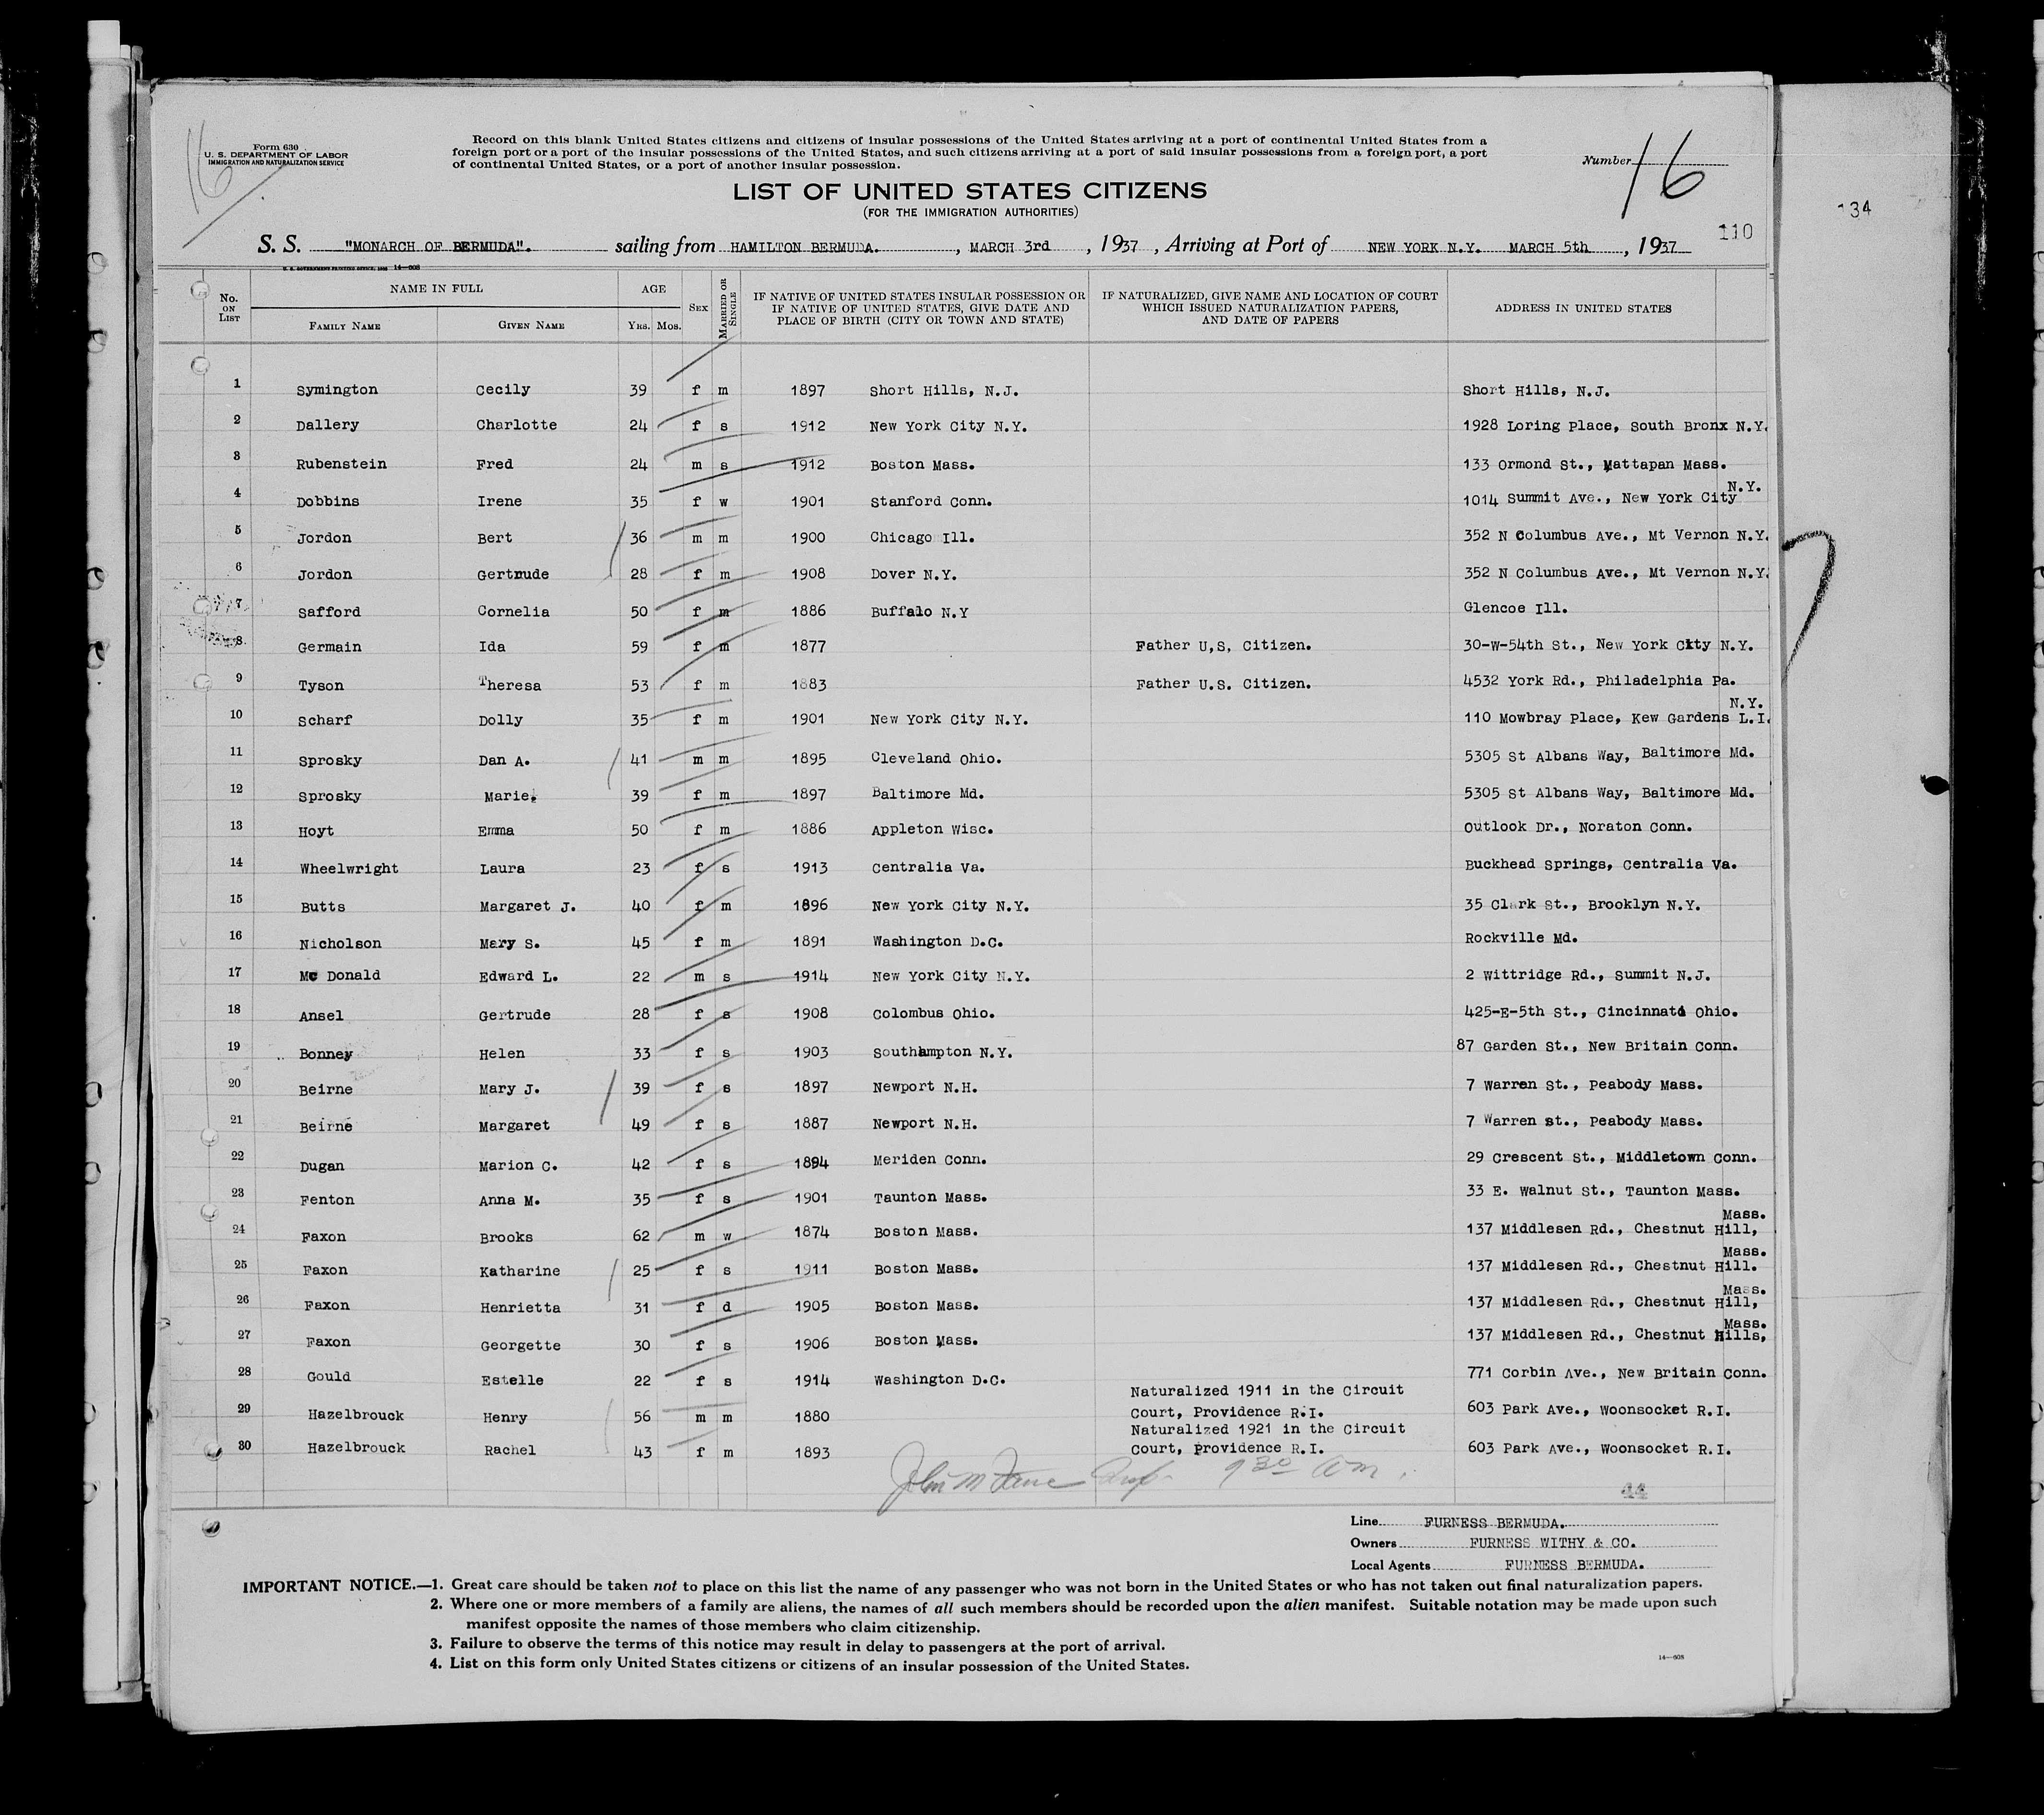 Form 630
U. S. DEPARTMENT OF LABOR
IMMIGRATION AND NATURALIZATION SERVICE
16
Record on this blank United States citizens and citizens of insular possessions of the United States arriving at a port of continental United States from a
foreign port or a port of the insular possessions of the United States, and such citizens arriving at a port of said insular possessions from a foreign port, a port
of continental United States, or a port of another insular possession.
Number 16
LIST OF UNITED STATES CITIZENS
(FOR THE IMMIGRATION AUTHORITIES)
134
110
S. S. "MONARCH OF BERMUDA". sailing from HAMILTON BERMUDA. , MARCH 3rd , 1937 , Arriving at Port of NEW YORK N.Y. MARCH 5th , 1937
No. ON LIST NAME IN FULL AGE SEX MARRIED OR SINGLE IF NATIVE OF UNITED STATES INSULAR POSSESSION OR IF NATIVE OF UNITED STATES, GIVE DATE AND PLACE OF BIRTH (CITY OR TOWN AND STATE) IF NATURALIZED, GIVE NAME AND LOCATION OF COURT WHICH ISSUED NATURALIZATION PAPERS, AND DATE OF PAPERS ADDRESS IN UNITED STATES
FAMILY NAME GIVEN NAME YRS. MOS.
1 Symington Cecily 39 f m 1897 Short Hills, N.J. Short Hills, N.J.
2 Dallery Charlotte 24 f s 1912 New York City N.Y. 1928 Loring Place, South Bronx N.Y.
3 Rubenstein Fred 24 m s 1912 Boston Mass. 133 Ormond St., Mattapan Mass.
4 Dobbins Irene 35 f w 1901 Stanford Conn. 1014 Summit Ave., New York City N.Y.
5 Jordon Bert 36 m m 1900 Chicago Ill. 352 N Columbus Ave., Mt Vernon N.Y.
6 Jordon Gertrude 28 f m 1908 Dover N.Y. 352 N Columbus Ave., Mt Vernon N.Y.
7 Safford Cornelia 50 f m 1886 Buffalo N.Y Glencoe Ill.
8 Germain Ida 59 f m 1877 Father U,S, Citizen. 30-W-54th St., New York City N.Y.
9 Tyson Theresa 53 f m 1883 Father U.S. Citizen. 4532 York Rd., Philadelphia Pa.
10 Scharf Dolly 35 f m 1901 New York City N.Y. 110 Mowbray Place, Kew Gardens L.I. N.Y.
11 Sprosky Dan A. 41 m m 1895 Cleveland Ohio. 5305 St Albans Way, Baltimore Md.
12 Sprosky Marie. 39 f m 1897 Baltimore Md. 5305 St Albans Way, Baltimore Md.
13 Hoyt Emma 50 f m 1886 Appleton Wisc. Outlook Dr., Noraton Conn.
14 Wheelwright Laura 23 f s 1913 Centralia Va. Buckhead Springs, Centralia Va.
15 Butts Margaret J. 40 f m 1896 New York City N.Y. 35 Clark St., Brooklyn N.Y.
16 Nicholson Mary S. 45 f m 1891 Washington D.C. Rockville Md.
17 Mc Donald Edward L. 22 m s 1914 New York City N.Y. 2 Wittridge Rd., Summit N.J.
18 Ansel Gertrude 28 f s 1908 Colombus Ohio. 425-E-5th St., Cincinnati Ohio.
19 Bonney Helen 33 f s 1903 Southampton N.Y. 87 Garden St., New Britain Conn.
20 Beirne Mary J. 39 f s 1897 Newport N.H. 7 Warren St., Peabody Mass.
21 Beirne Margaret 49 f s 1887 Newport N.H. 7 Warren st., Peabody Mass.
22 Dugan Marion C. 42 f s 1894 Meriden Conn. 29 Crescent St., Middletown Conn.
23 Fenton Anna M. 35 f s 1901 Taunton Mass. 33 E. Walnut St., Taunton Mass.
24 Faxon Brooks 62 m w 1874 Boston Mass. 137 Middlesen Rd., Chestnut Hill, Mass.
25 Faxon Katharine 25 f s 1911 Boston Mass. 137 Middlesen Rd., Chestnut Hill. Mass.
26 Faxon Henrietta 31 f d 1905 Boston Mass. 137 Middlesen Rd., Chestnut Hill, Mass.
27 Faxon Georgette 30 f s 1906 Boston Mass. 137 Middlesen Rd., Chestnut Hills, Mass.
28 Gould Estelle 22 f s 1914 Washington D.C. 771 Corbin Ave., New Britain Conn.
29 Hazelbrouck Henry 56 m m 1880 Naturalized 1911 in the Circuit Court, Providence R.I. 603 Park Ave., Woonsocket R.I.
30 Hazelbrouck Rachel 43 f m 1893 Naturalized 1921 in the Circuit Court, Providence R.I. 603 Park Ave., Woonsocket R.I.
John M 9 30 am.
44
Line FURNESS BERMUDA.
Owners FURNESS WITHY & CO.
Local Agents FURNESS BERMUDA.
IMPORTANT NOTICE.—1. Great care should be taken not to place on this list the name of any passenger who was not born in the United States or who has not taken out final naturalization papers.
2. Where one or more members of a family are aliens, the names of all such members should be recorded upon the alien manifest. Suitable notation may be made upon such
manifest opposite the names of those members who claim citizenship.
3. Failure to observe the terms of this notice may result in delay to passengers at the port of arrival.
4. List on this form only United States citizens or citizens of an insular possession of the United States.
14—608